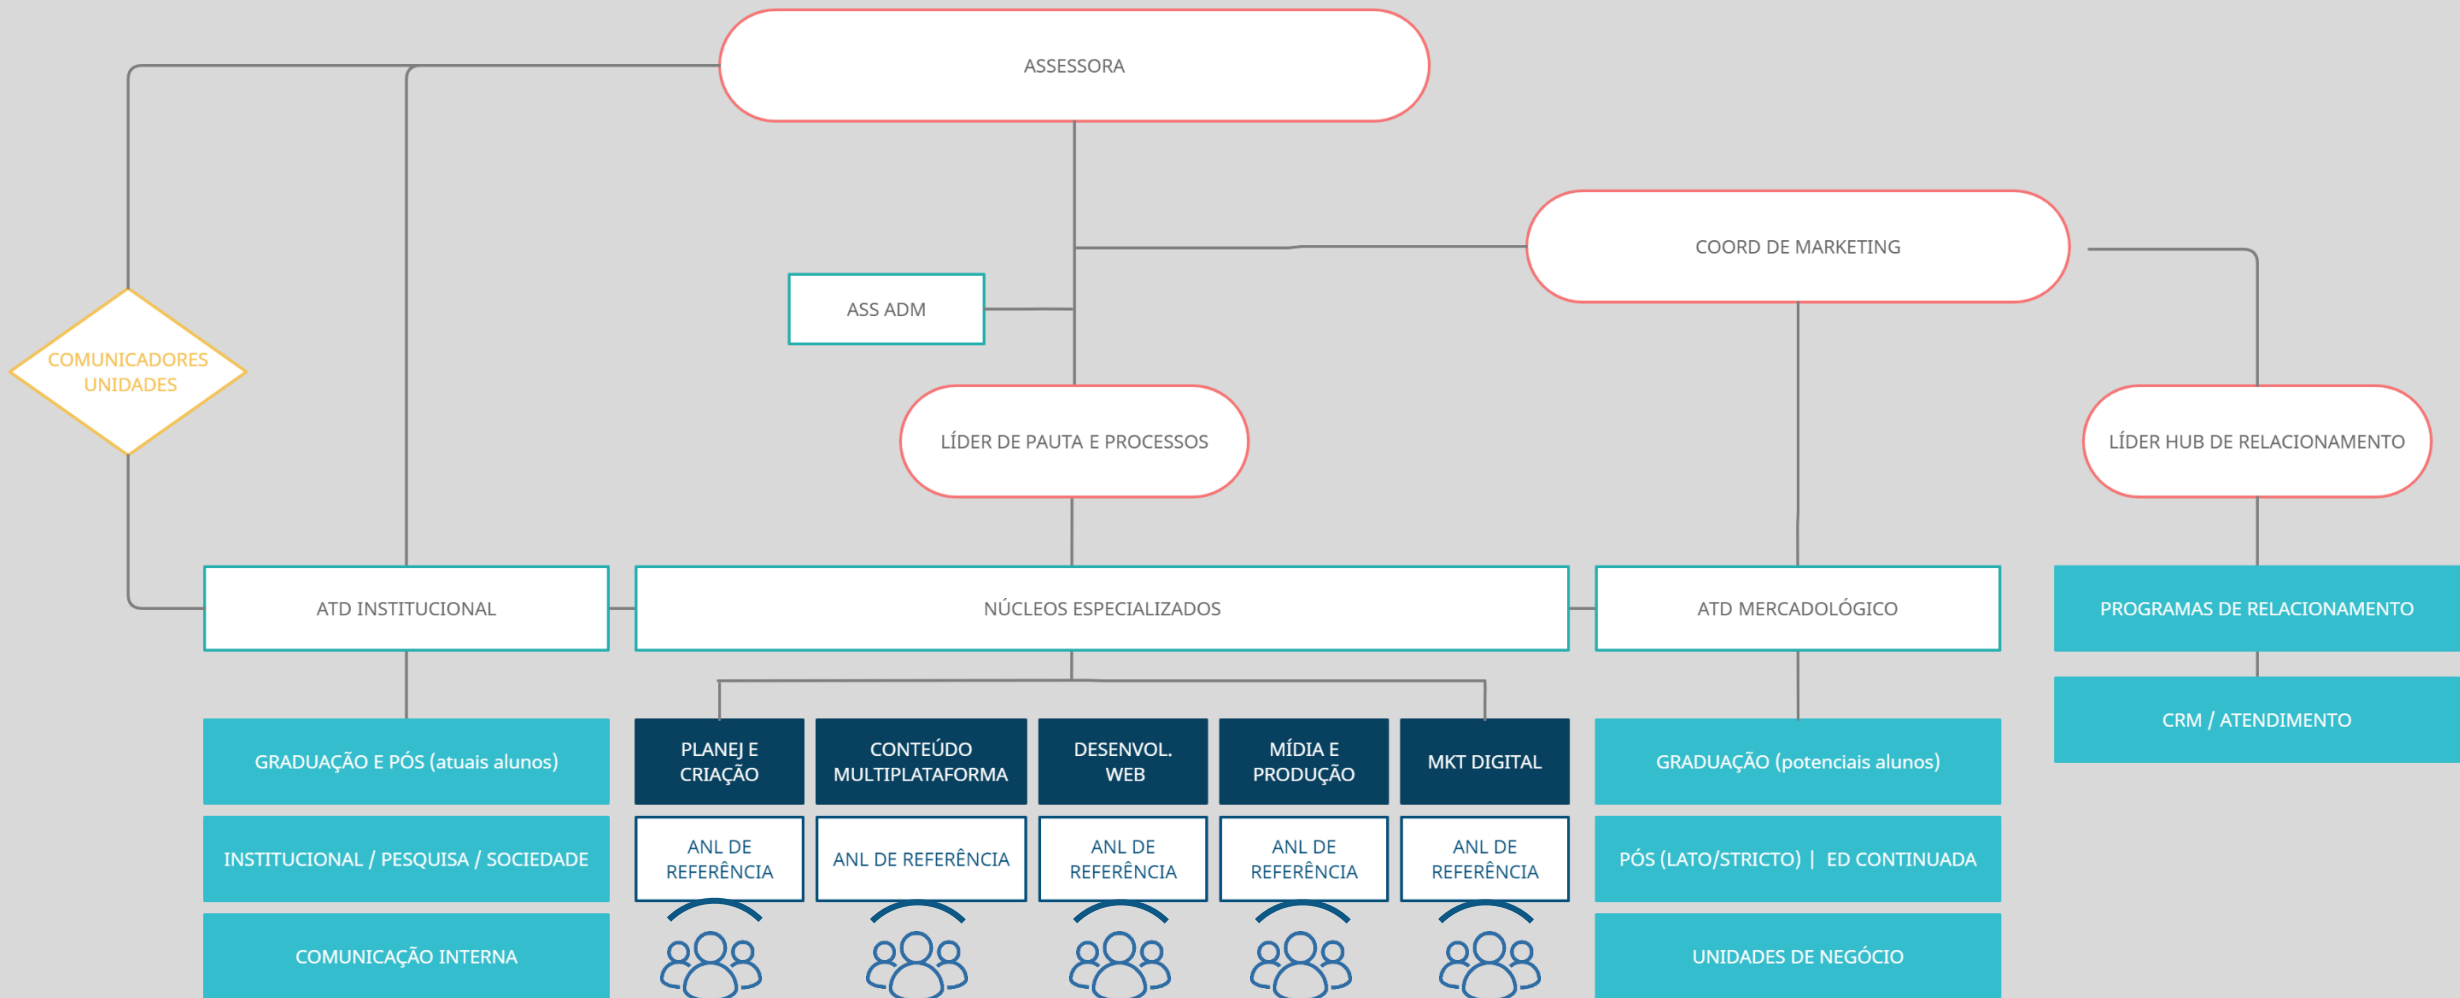 ASSESSORA
COORD DE MARKETING
ASS ADM
COMUNICADORES
UNIDADES
LÍDER DE PAUTA E PROCESSOS
LÍDER HUB DE RELACIONAMENTO
ATD INSTITUCIONAL
NÚCLEOS ESPECIALIZADOS
ATD MERCADOLÓGICO
PROGRAMAS DE RELACIONAMENTO
CRM / ATENDIMENTO
GRADUAÇÃO E PÓS (atuais alunos)
PLANEJ E
CRIAÇÃO
CONTEÚDO
MULTIPLATAFORMA
DESENVOL.
WEB
MÍDIA E
PRODUÇÃO
MKT DIGITAL
GRADUAÇÃO (potenciais alunos)
INSTITUCIONAL / PESQUISA / SOCIEDADE
ANL DE
REFERÊNCIA
ANL DE REFERÊNCIA
ANL DE
REFERÊNCIA
ANL DE
REFERÊNCIA
ANL DE
REFERÊNCIA
PÓS (LATO/STRICTO) | ED CONTINUADA
COMUNICAÇÃO INTERNA
UNIDADES DE NEGÓCIO